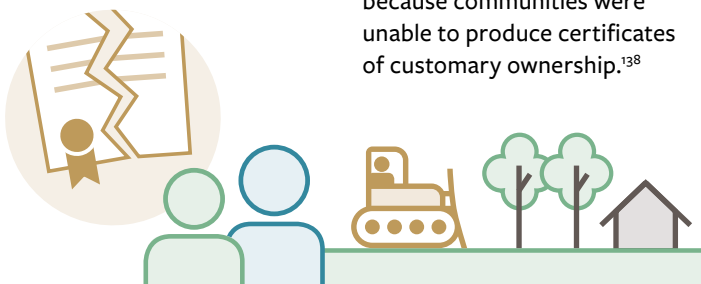 because communities were
unable to produce certificates
of customary ownership.¹³⁸